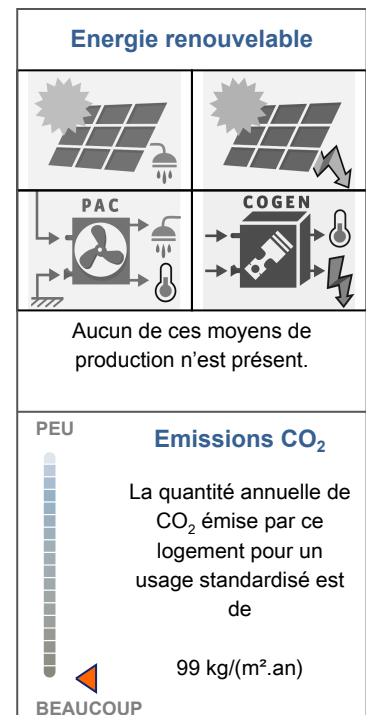 Energie renouvelable
PAC
COGEN
Aucun de ces moyens de
production n'est présent.
PEU
Emissions CO₂
La quantité annuelle de
CO₂ émise par ce
logement pour un
usage standardisé est
de
99 kg/(m².an)
BEAUCOUP